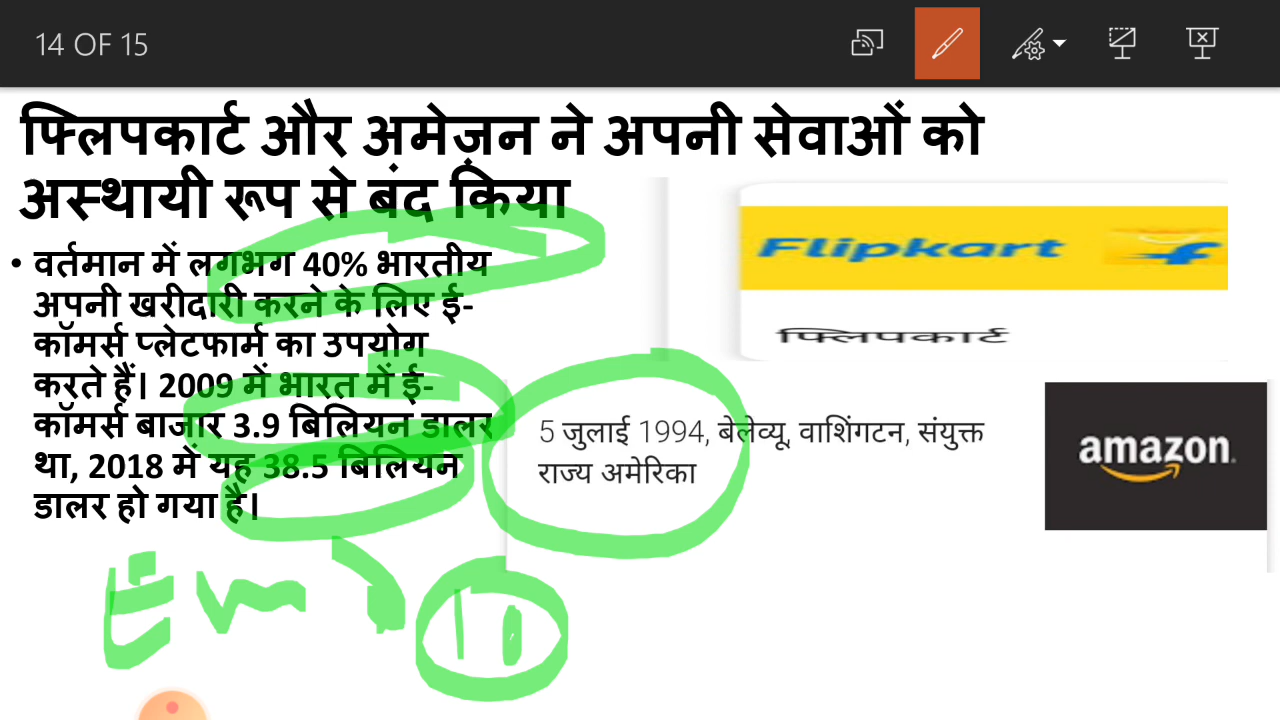 14 OF 15
फ्लिपकार्ट और अमेज़न ने अपनी सेवाओं को
अस्थायी रूप से बंद किया
• वर्तमान में लगभग 40% भारतीय
अपनी खरीदारी करने के लिए ई-
कॉमर्स प्लेटफार्म का उपयोग
करते हैं। 2009 में भारत में ई-
कॉमर्स बाजार 3.9 बिलियन डालर
था, 2018 में यह 38.5 बिलियन
डालर हो गया है।
Flipkart
फ्लिपकार्ट
5 जुलाई 1994, बेलेव्यू, वाशिंगटन, संयुक्त
राज्य अमेरिका
amazon.
10